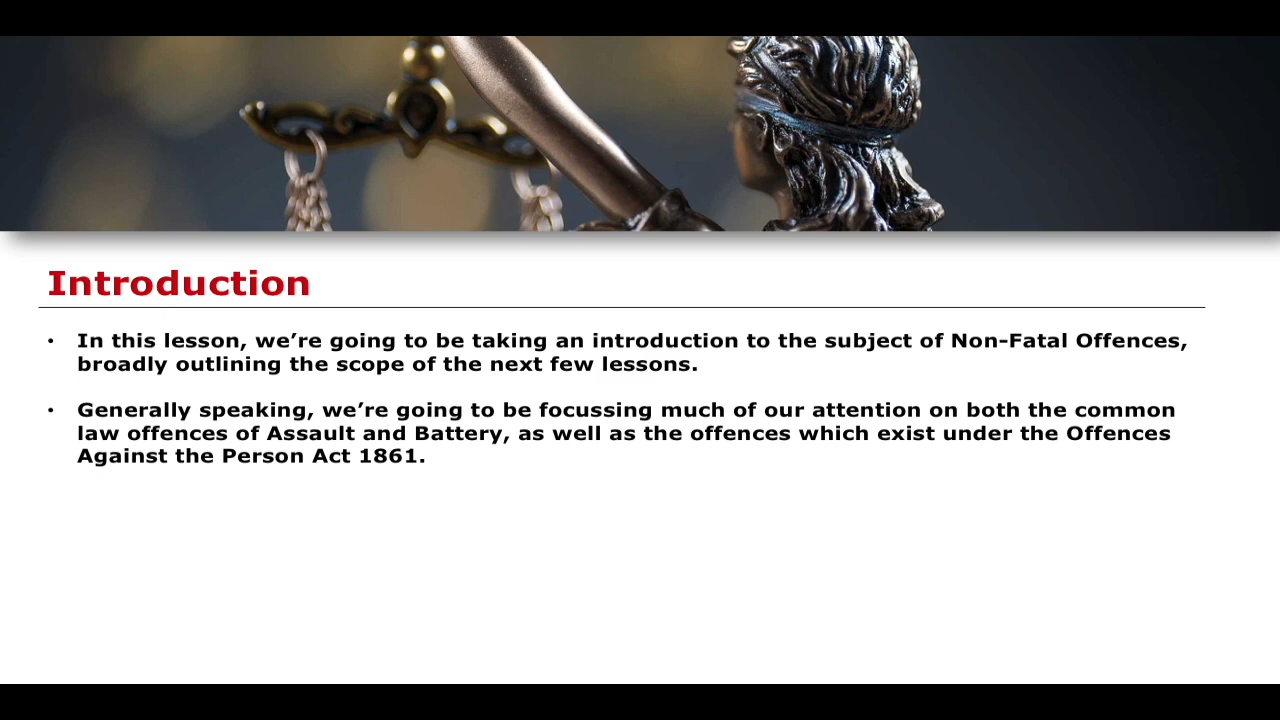 Introduction
• In this lesson, we’re going to be taking an introduction to the subject of Non-Fatal Offences,
broadly outlining the scope of the next few lessons.
• Generally speaking, we’re going to be focussing much of our attention on both the common
law offences of Assault and Battery, as well as the offences which exist under the Offences
Against the Person Act 1861.